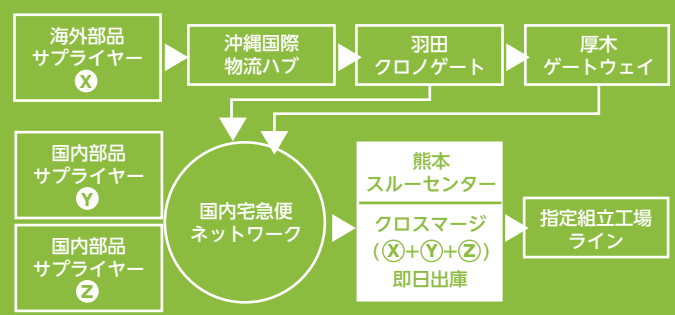 海外部品
サプライヤー
X
沖縄国際
物流ハブ
羽田
クロノゲート
厚木
ゲートウェイ
国内部品
サプライヤー
Y
国内部品
サプライヤー
Z
国内宅急便
ネットワーク
熊本
スルーセンター
クロスマージ
(X+Y+Z)
即日出庫
指定組立工場
ライン